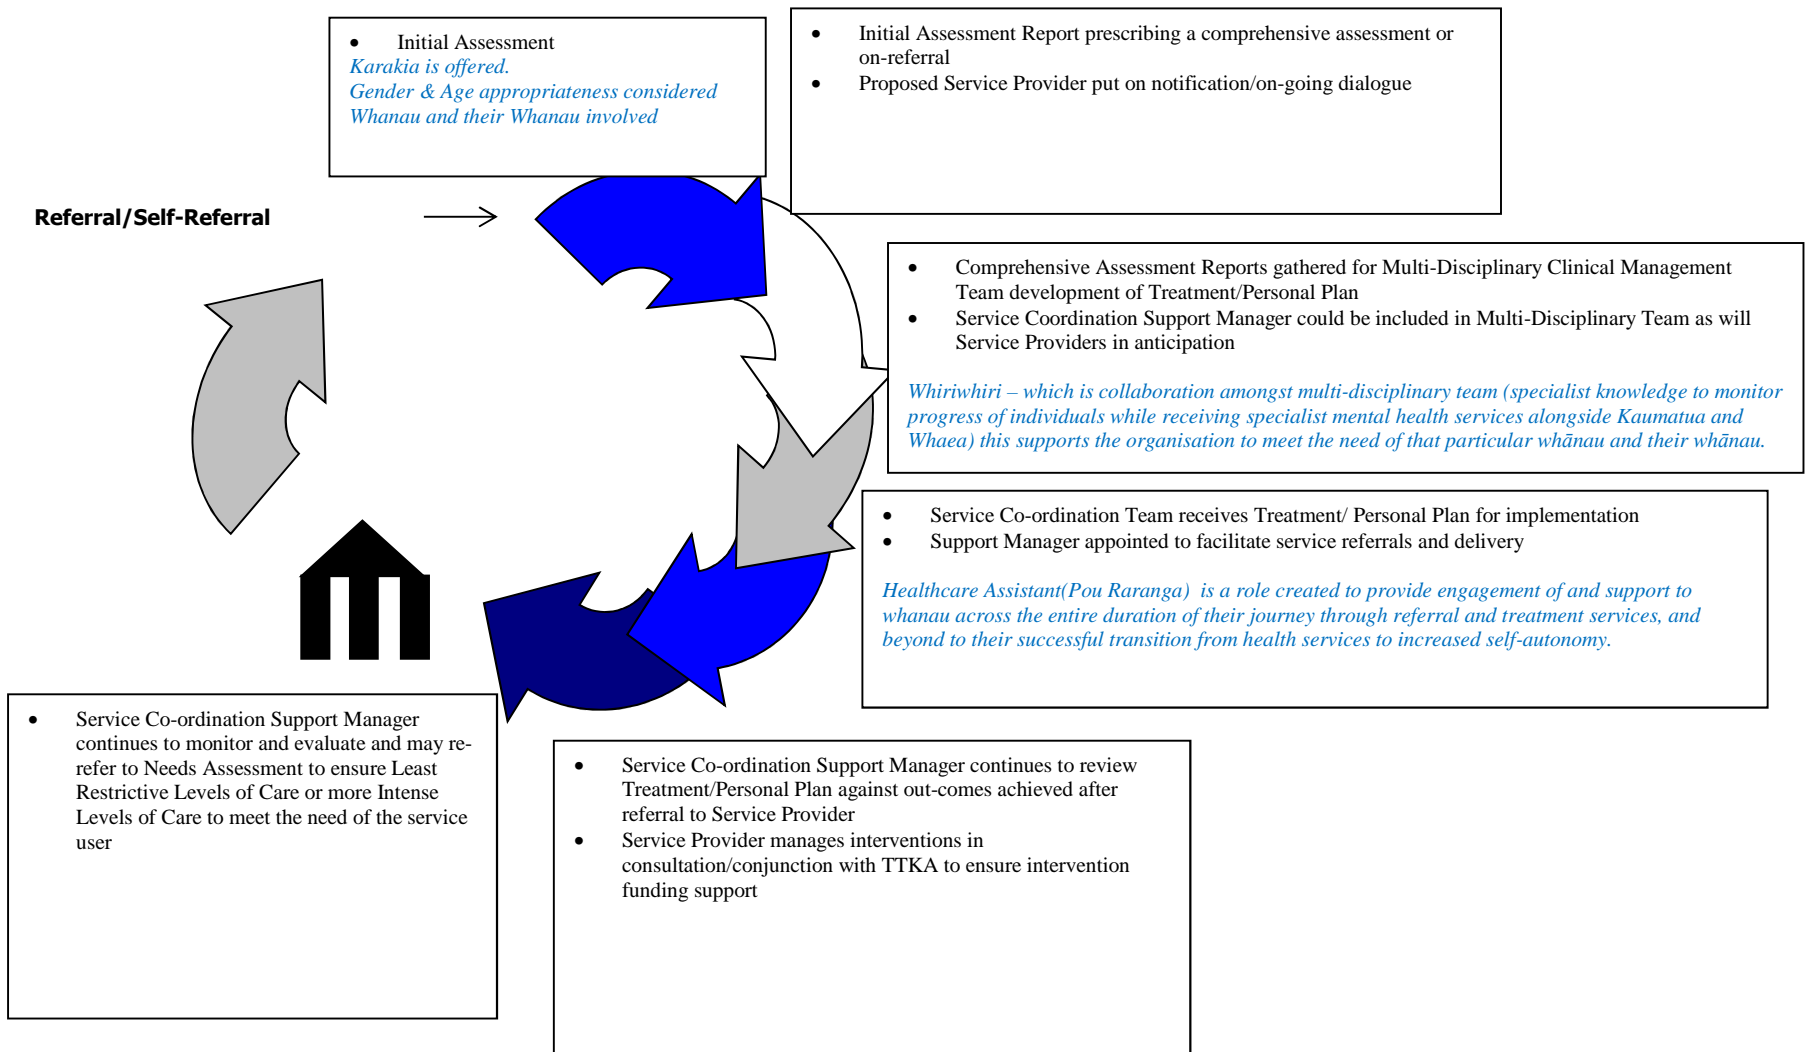 Referral/Self-Referral
• Initial Assessment
Karakia is offered.
Gender & Age appropriateness considered
Whanau and their Whanau involved
• Initial Assessment Report prescribing a comprehensive assessment or
on-referral
• Proposed Service Provider put on notification/on-going dialogue
• Comprehensive Assessment Reports gathered for Multi-Disciplinary Clinical Management
Team development of Treatment/Personal Plan
• Service Coordination Support Manager could be included in Multi-Disciplinary Team as will
Service Providers in anticipation
Whiriwhiri – which is collaboration amongst multi-disciplinary team (specialist knowledge to monitor
progress of individuals while receiving specialist mental health services alongside Kaumatua and
Whaea) this supports the organisation to meet the need of that particular whānau and their whānau.
• Service Co-ordination Team receives Treatment/ Personal Plan for implementation
• Support Manager appointed to facilitate service referrals and delivery
Healthcare Assistant(Pou Raranga)  is a role created to provide engagement of and support to
whanau across the entire duration of their journey through referral and treatment services, and
beyond to their successful transition from health services to increased self-autonomy.
• Service Co-ordination Support Manager continues to review
Treatment/Personal Plan against out-comes achieved after
referral to Service Provider
• Service Provider manages interventions in
consultation/conjunction with TTKA to ensure intervention
funding support
• Service Co-ordination Support Manager
continues to monitor and evaluate and may re-
refer to Needs Assessment to ensure Least
Restrictive Levels of Care or more Intense
Levels of Care to meet the need of the service
user